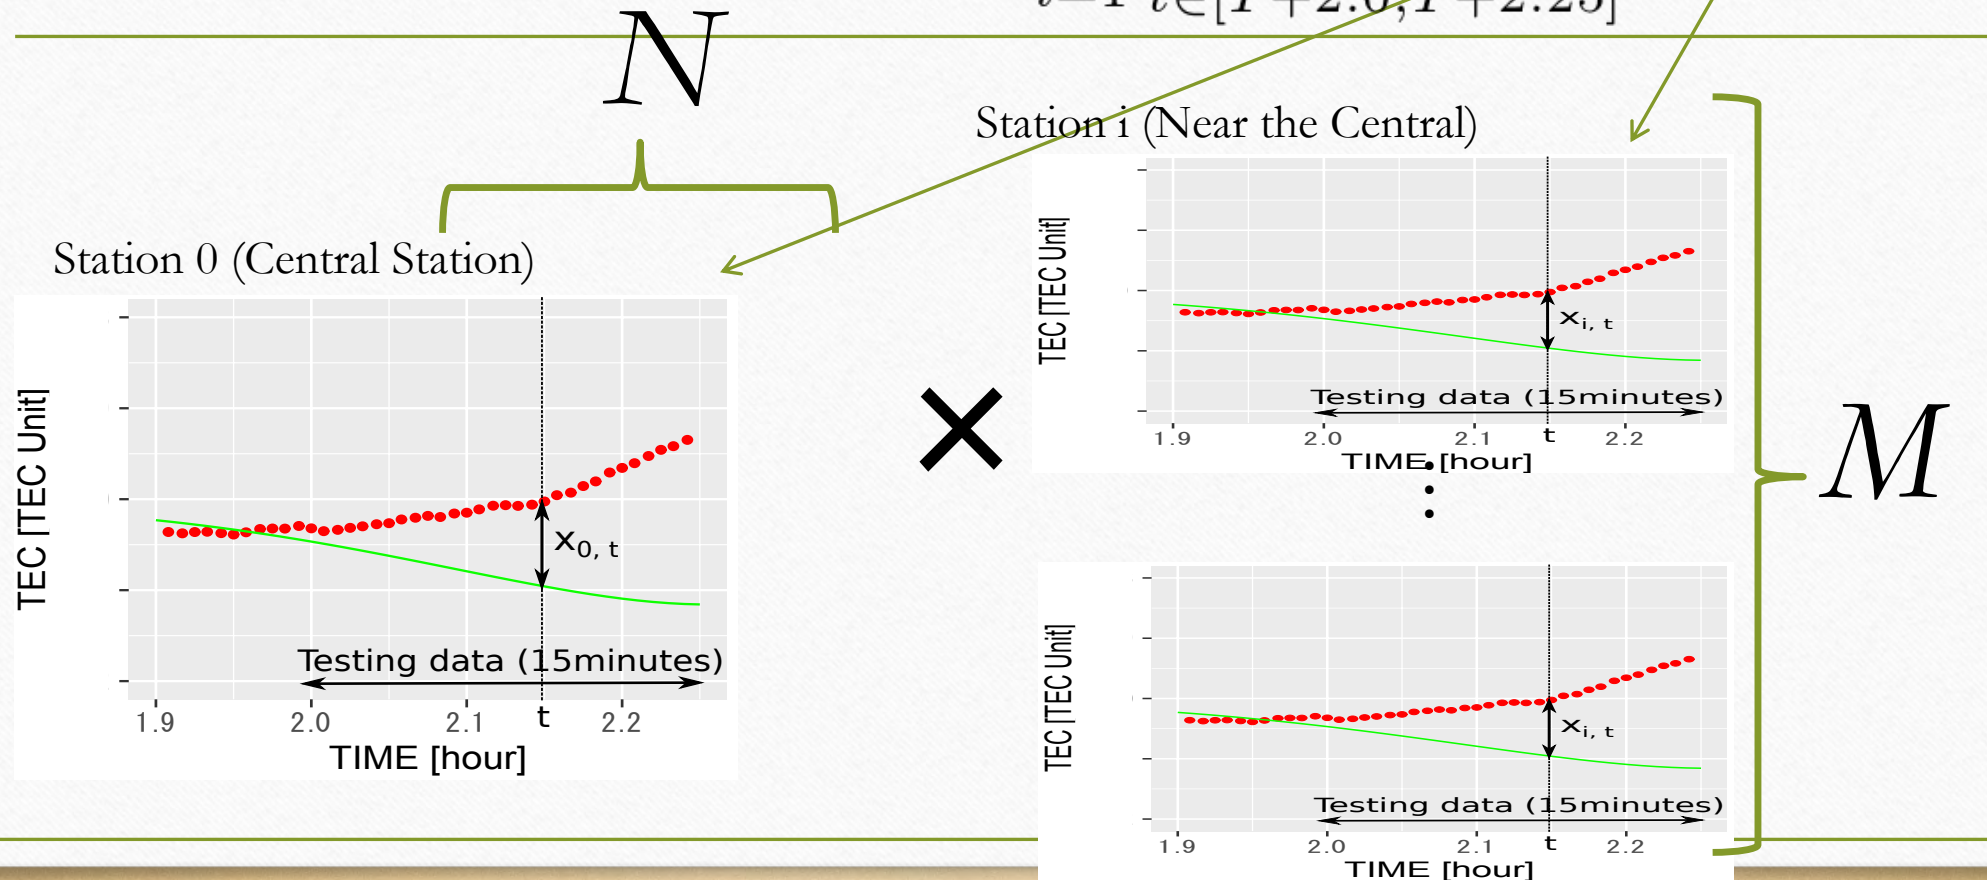 N
Station i (Near the Central)
Station 0 (Central Station)
TEC [TEC Unit]
x0, t
Testing data (15minutes)
1.9 2.0 2.1 t 2.2
TIME [hour]
×
TEC [TEC Unit]
xi, t
Testing data (15minutes)
1.9 2.0 2.1 t 2.2
TIME [hour]
M
TEC [TEC Unit]
xi, t
Testing data (15minutes)
1.9 2.0 2.1 t 2.2
TIME [hour]